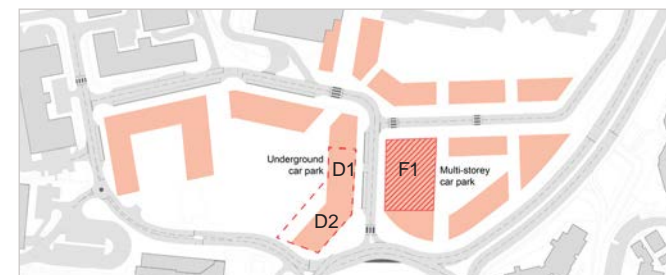 Underground
car park
D1
D2
F1
Multi-storey
car park